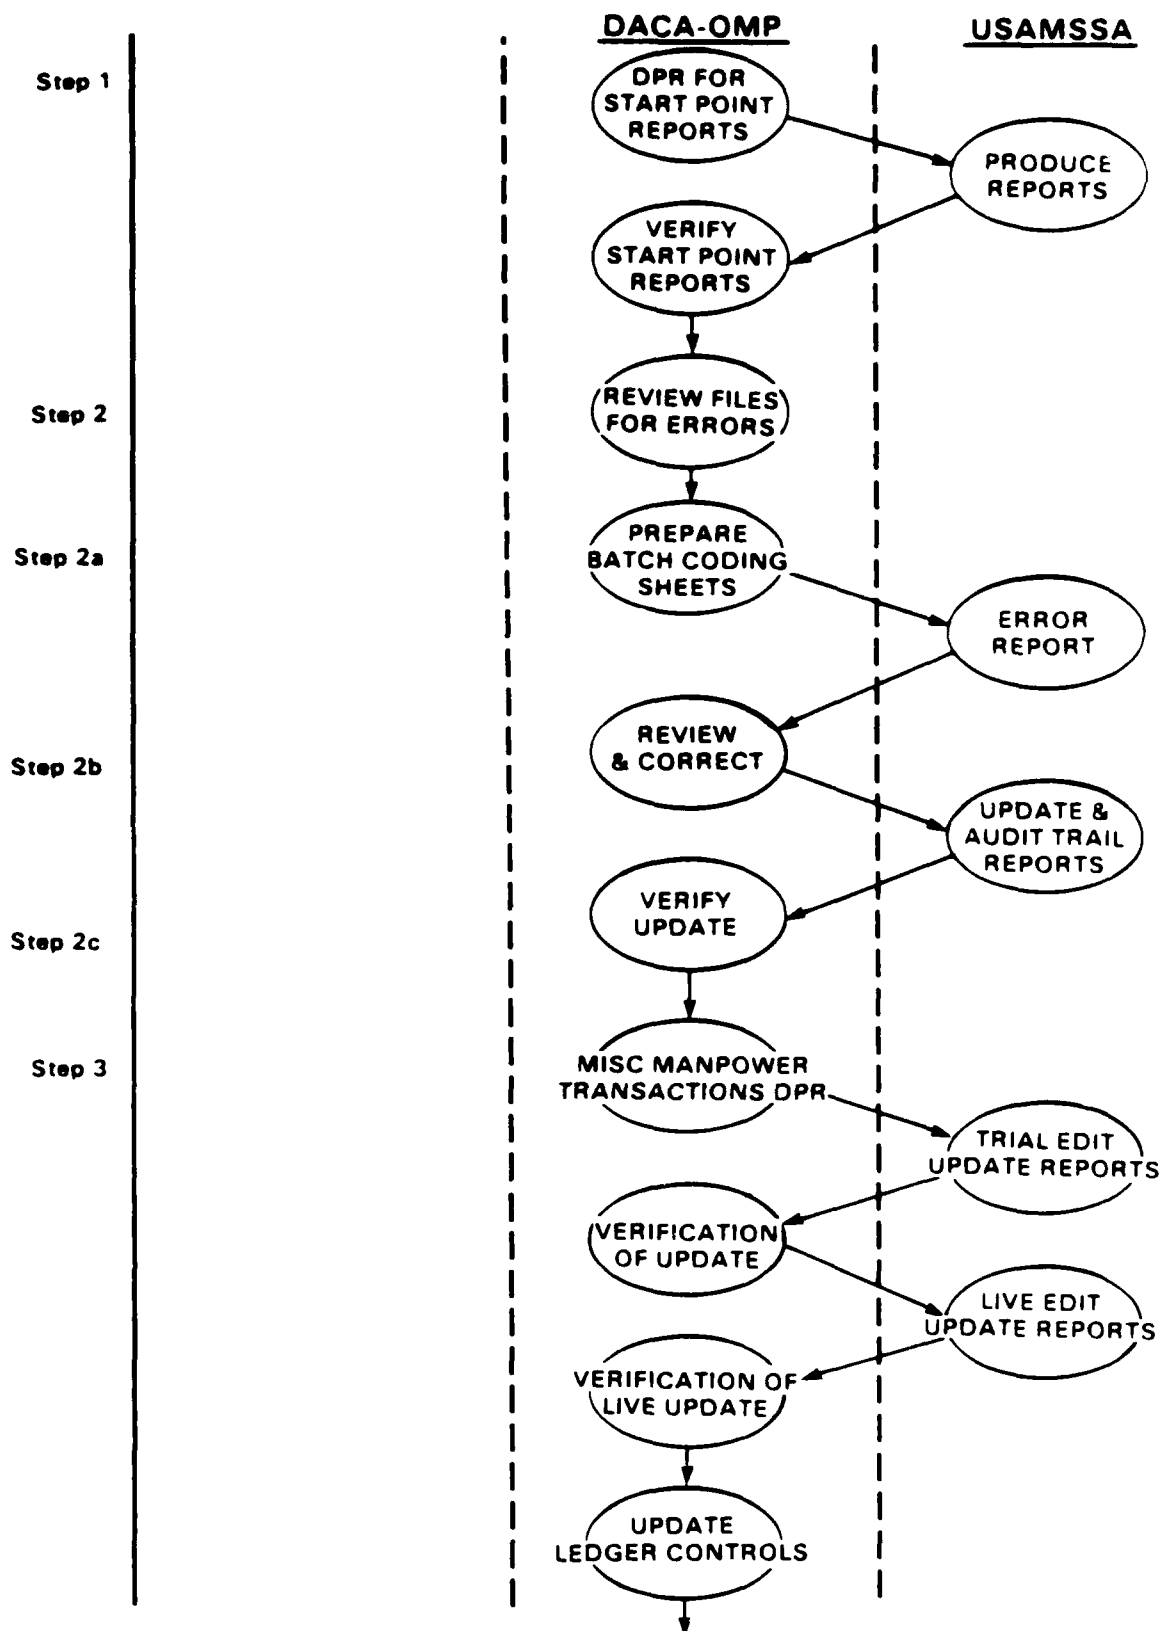 DACA-OMP
USAMSSA
Step 1
DPR FOR
START POINT
REPORTS
PRODUCE
REPORTS
VERIFY
START POINT
REPORTS
Step 2
REVIEW FILES
FOR ERRORS
Step 2a
PREPARE
BATCH CODING
SHEETS
ERROR
REPORT
Step 2b
REVIEW
& CORRECT
UPDATE &
AUDIT TRAIL
REPORTS
VERIFY
UPDATE
Step 2c
Step 3
MISC MANPOWER
TRANSACTIONS DPR
TRIAL EDIT
UPDATE REPORTS
VERIFICATION
OF UPDATE
LIVE EDIT
UPDATE REPORTS
VERIFICATION OF
LIVE UPDATE
UPDATE
LEDGER CONTROLS